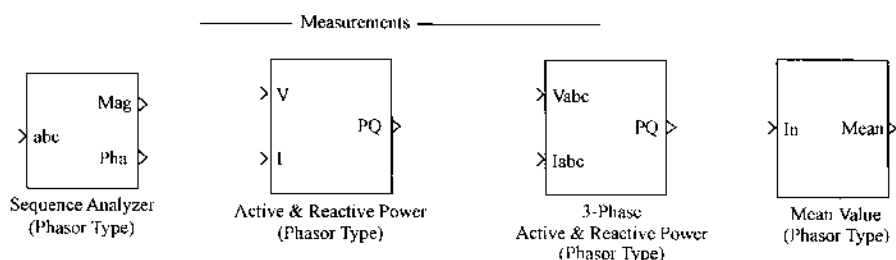 Measurements
abc
Mag
Pha
Sequence Analyzer
(Phasor Type)
V
I
PQ
Active & Reactive Power
(Phasor Type)
Vabc
Iabc
PQ
3-Phase
Active & Reactive Power
(Phasor Type)
In
Mean
Mean Value
(Phasor Type)